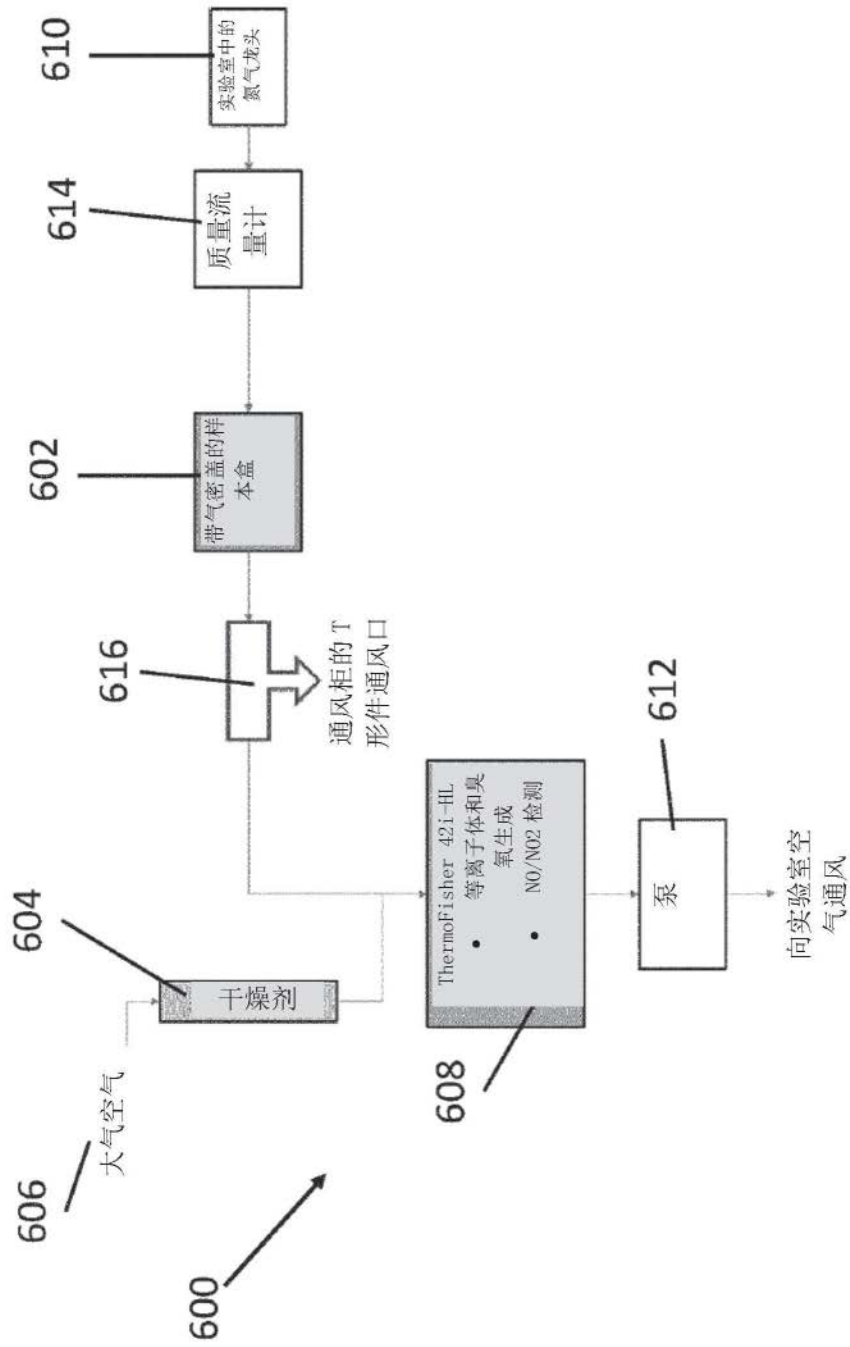 606
604
616
602
614
610
大气空气
干燥剂
带气密盖的样
本盒
质量流
量计
实验室中的
氮气龙头
600
通风柜的 T
形件通风口
608
ThermoFisher 42i-HL
• 等离子体和臭
氧生成
• NO/NO2 检测
612
泵
向实验室空
气通风